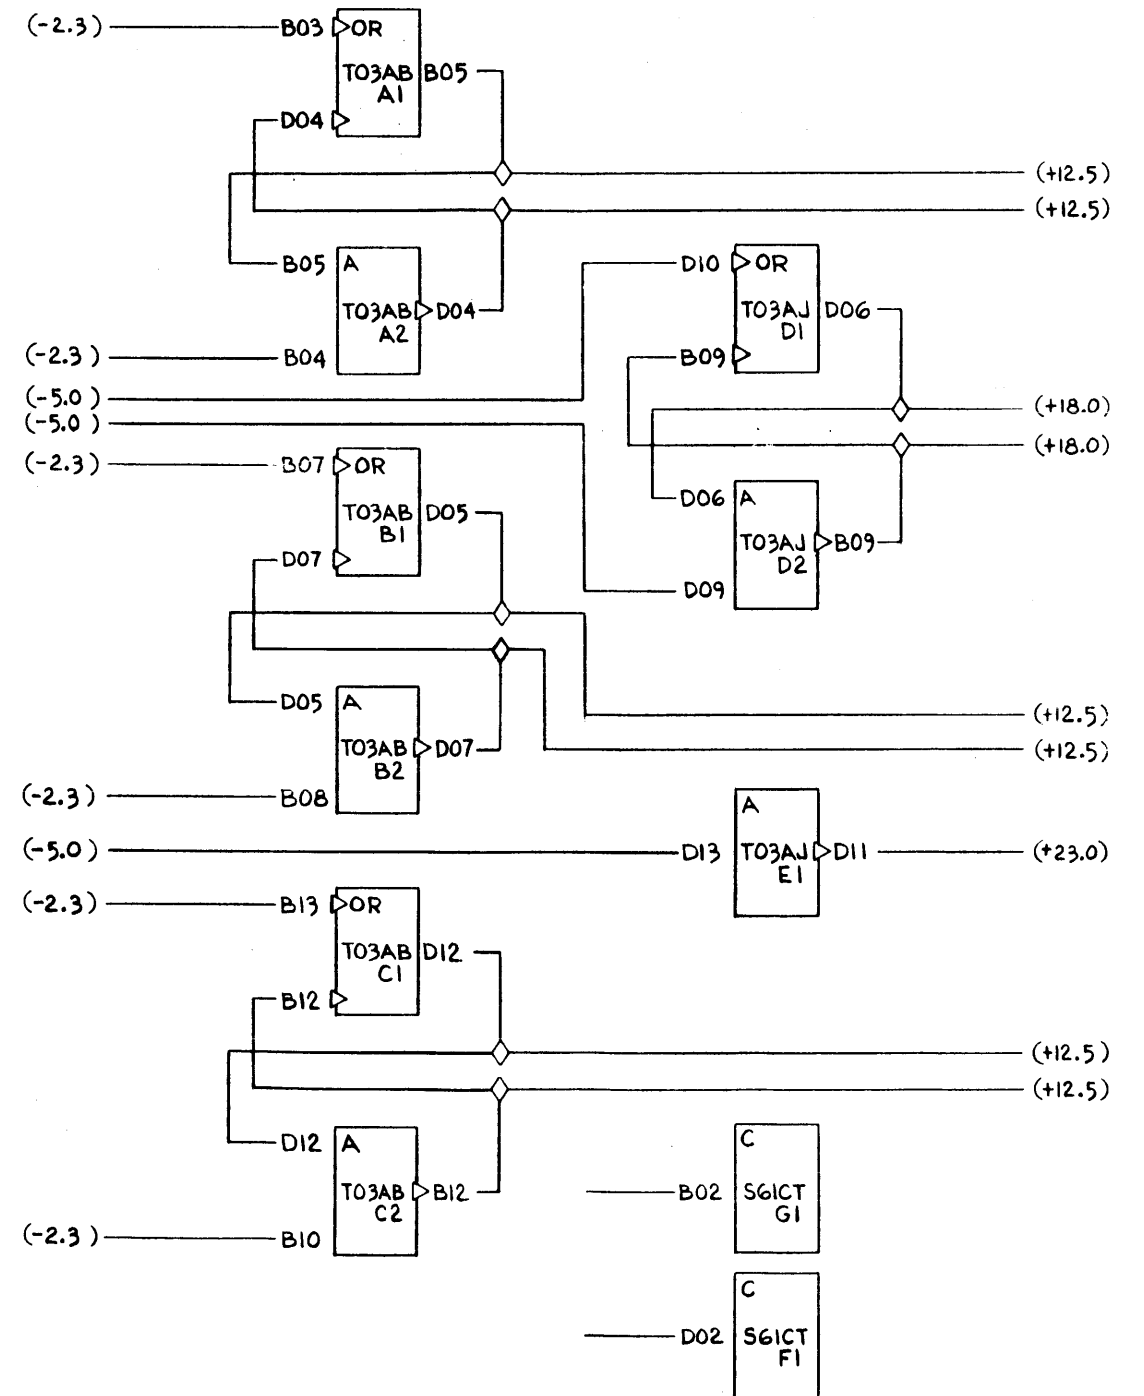 (-2.3) B03 OR
T03AB B05
A1
D04
(+12.5)
(+12.5)
B05 A
T03AB D04
A2
(-2.3) B04
D10 OR
T03AJ D06
D1
B09
(-5.0)
(-5.0)
(+18.0)
(+18.0)
(-2.3) B07 OR
T03AB D05
B1
D07
D06 A
T03AJ B09
D2
D09
D05 A
T03AB D07
B2
(-2.3) B08
(+12.5)
(+12.5)
A
(-5.0) D13 T03AJ D11 (+23.0)
E1
(-2.3) B13 OR
T03AB D12
C1
B12
(+12.5)
(+12.5)
D12 A
T03AB B12
C2
(-2.3) B10
C
B02 S61CT
G1
C
D02 S61CT
F1